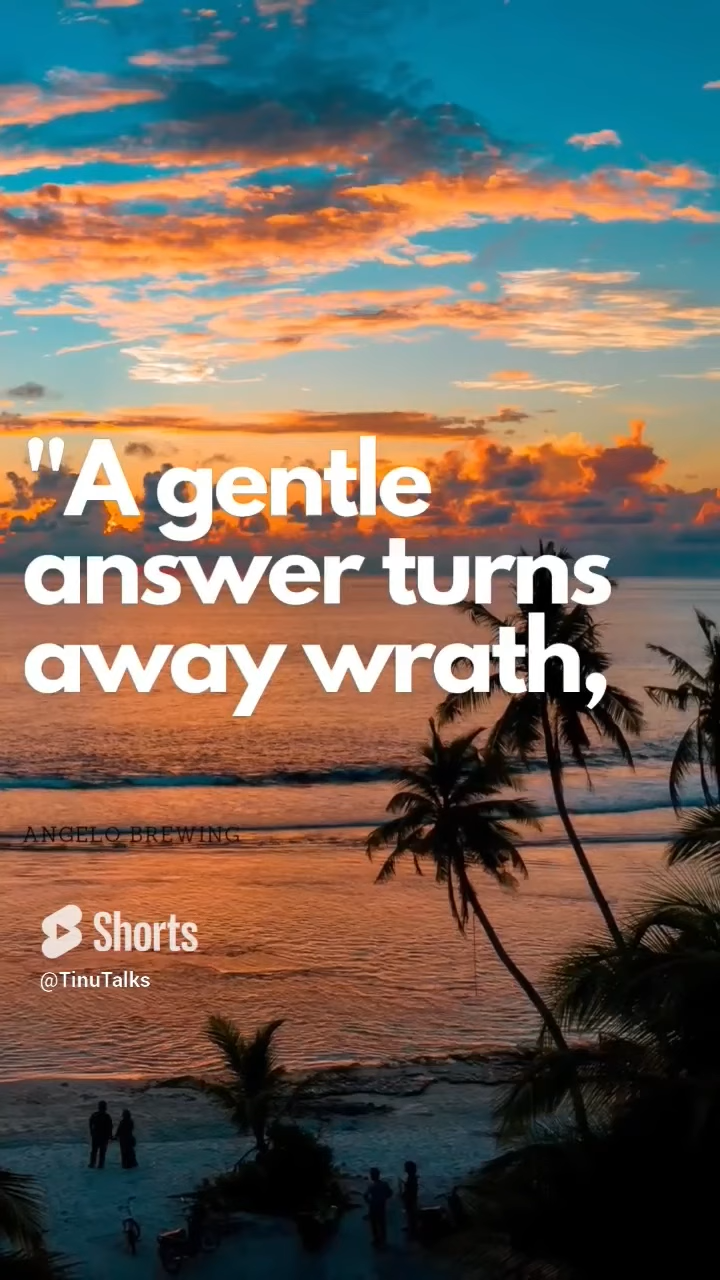 "A gentle
answer turns
away wrath,
ANGELO BREWING
Shorts
@TinuTalks